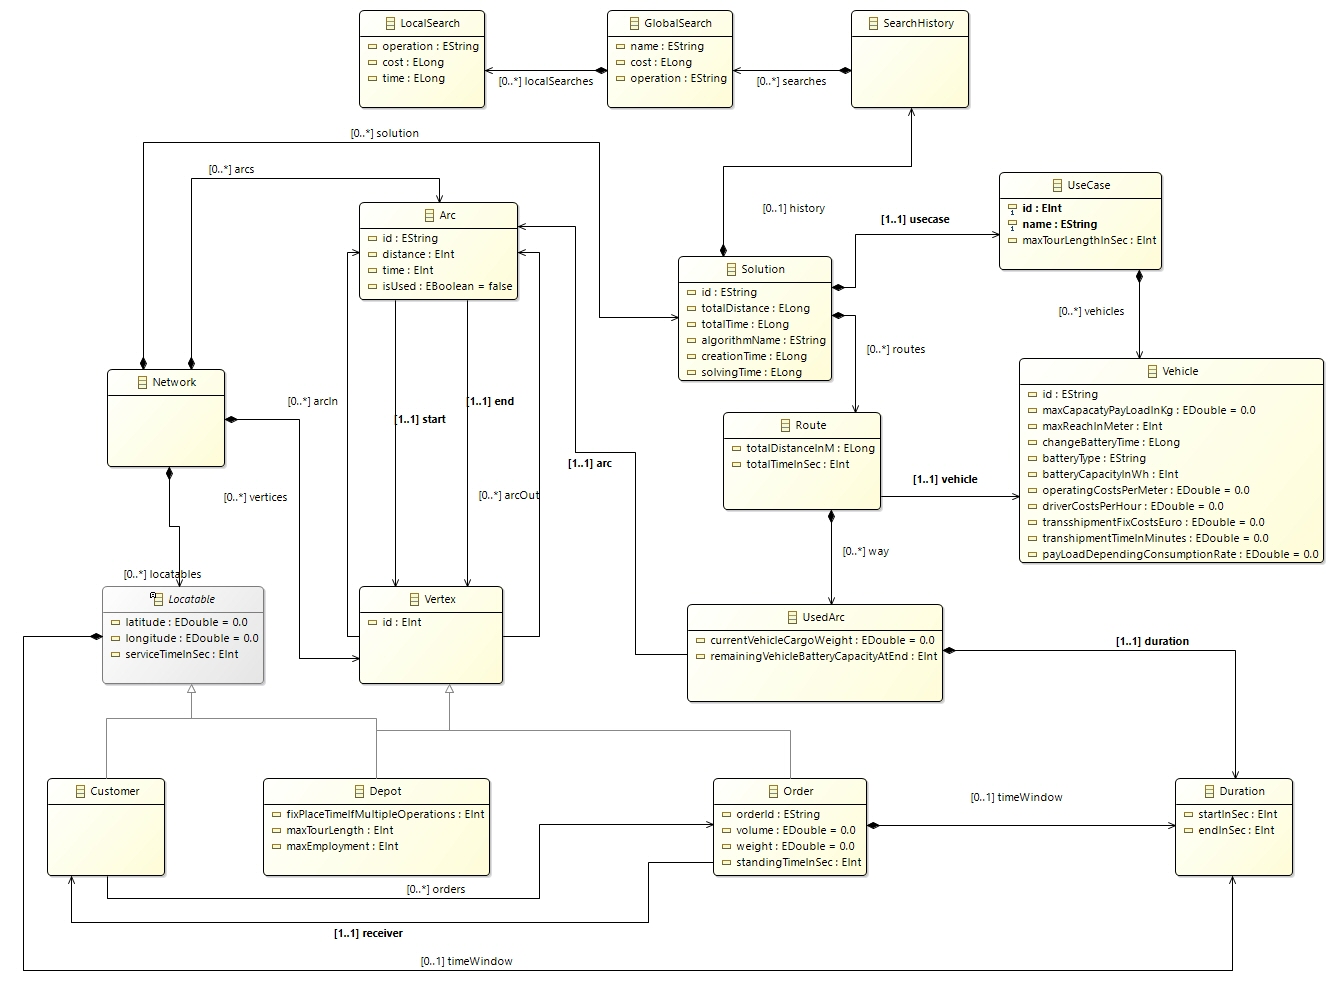 LocalSearch
operation : EString
cost : ELong
time : ELong
[0..*] localSearches
GlobalSearch
name : EString
cost : ELong
operation : EString
[0..*] searches
SearchHistory
[0..*] solution
[0..*] arcs
Arc
id : EString
distance : EInt
time : EInt
isUsed : EBoolean = false
[0..1] history
[1..1] usecase
UseCase
id : EInt
name : EString
maxTourLengthInSec : EInt
Solution
id : EString
totalDistance : ELong
totalTime : ELong
algorithmName : EString
creationTime : ELong
solvingTime : ELong
[0..*] vehicles
[0..*] routes
Network
[0..*] arcIn
[1..1] start
[1..1] end
Vehicle
id : EString
maxCapacatyPayLoadInKg : EDouble = 0.0
maxReachInMeter : EInt
changeBatteryTime : ELong
batteryType : EString
batteryCapacityInWh : EInt
operatingCostsPerMeter : EDouble = 0.0
driverCostsPerHour : EDouble = 0.0
transshipmentFixCostsEuro : EDouble = 0.0
transhipmentTimeInMinutes : EDouble = 0.0
payLoadDependingConsumptionRate : EDouble = 0.0
Route
totalDistanceInM : ELong
totalTimeInSec : EInt
[1..1] arc
[1..1] vehicle
[0..*] vertices
[0..*] arcOut
[0..*] way
[0..*] locatables
Locatable
latitude : EDouble = 0.0
longitude : EDouble = 0.0
serviceTimeInSec : EInt
Vertex
id : EInt
UsedArc
currentVehicleCargoWeight : EDouble = 0.0
remainingVehicleBatteryCapacityAtEnd : EInt
[1..1] duration
Customer
Depot
fixPlaceTimeIfMultipleOperations : EInt
maxTourLength : EInt
maxEmployment : EInt
Order
orderId : EString
volume : EDouble = 0.0
weight : EDouble = 0.0
standingTimeInSec : EInt
[0..1] timeWindow
Duration
startInSec : EInt
endInSec : EInt
[0..*] orders
[1..1] receiver
[0..1] timeWindow